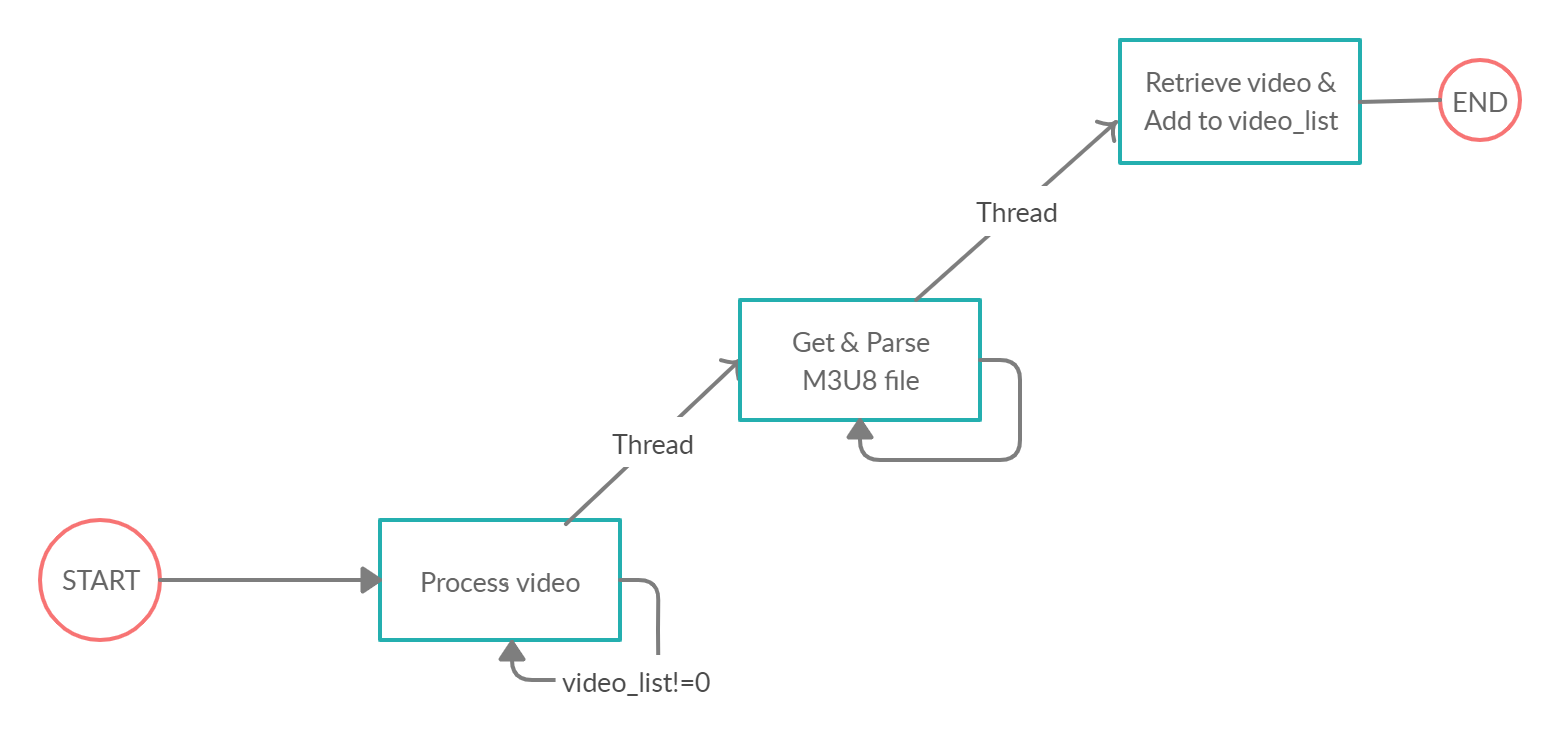 Retrieve video &
Add to video_list
END
Thread
Get & Parse
M3U8 file
Thread
START
Process video
video_list!=0